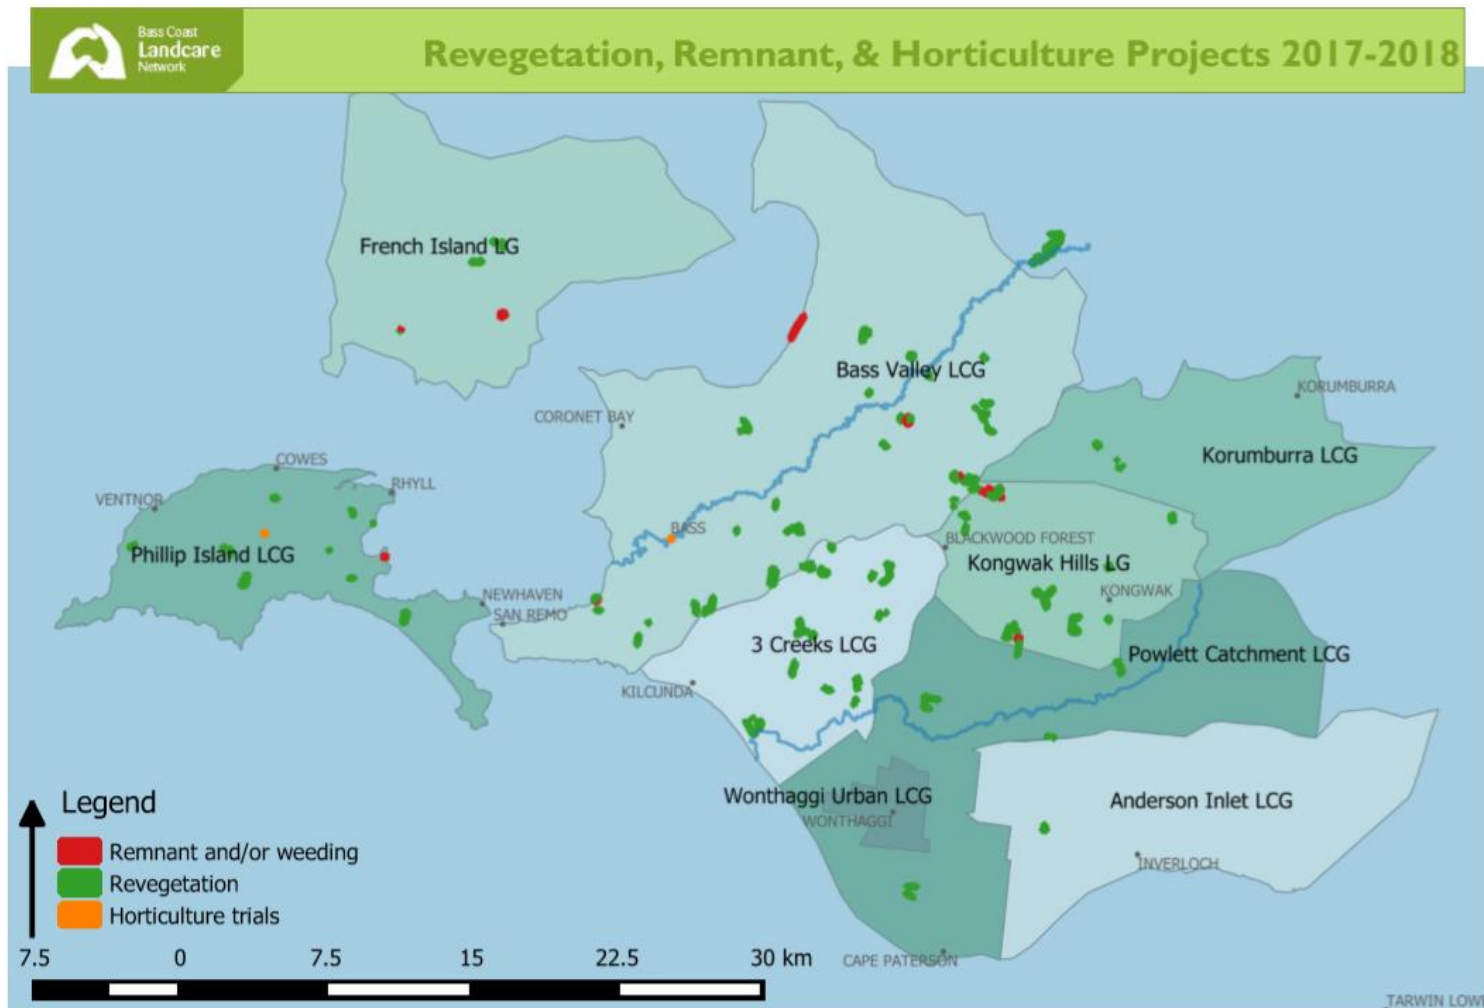 Bass Coast
Landcare
Network
Revegetation, Remnant, & Horticulture Projects 2017-2018
French Island LG
Bass Valley LCG
KORUMBURRA
CORONET BAY
Korumburra LCG
COWES
RHYLL
VENTNOR
BASS
BLACKWOOD FOREST
Phillip Island LCG
Kongwak Hills LG
KONGWAK
NEWHAVEN
SAN REMO
3 Creeks LCG
Powlett Catchment LCG
KILCUNDA
Wonthaggi Urban LCG
WONTHAGGI
Anderson Inlet LCG
INVERLOCH
CAPE PATERSON
Legend
Remnant and/or weeding
Revegetation
Horticulture trials
7.5 0 7.5 15 22.5 30 km
TARWIN LOW